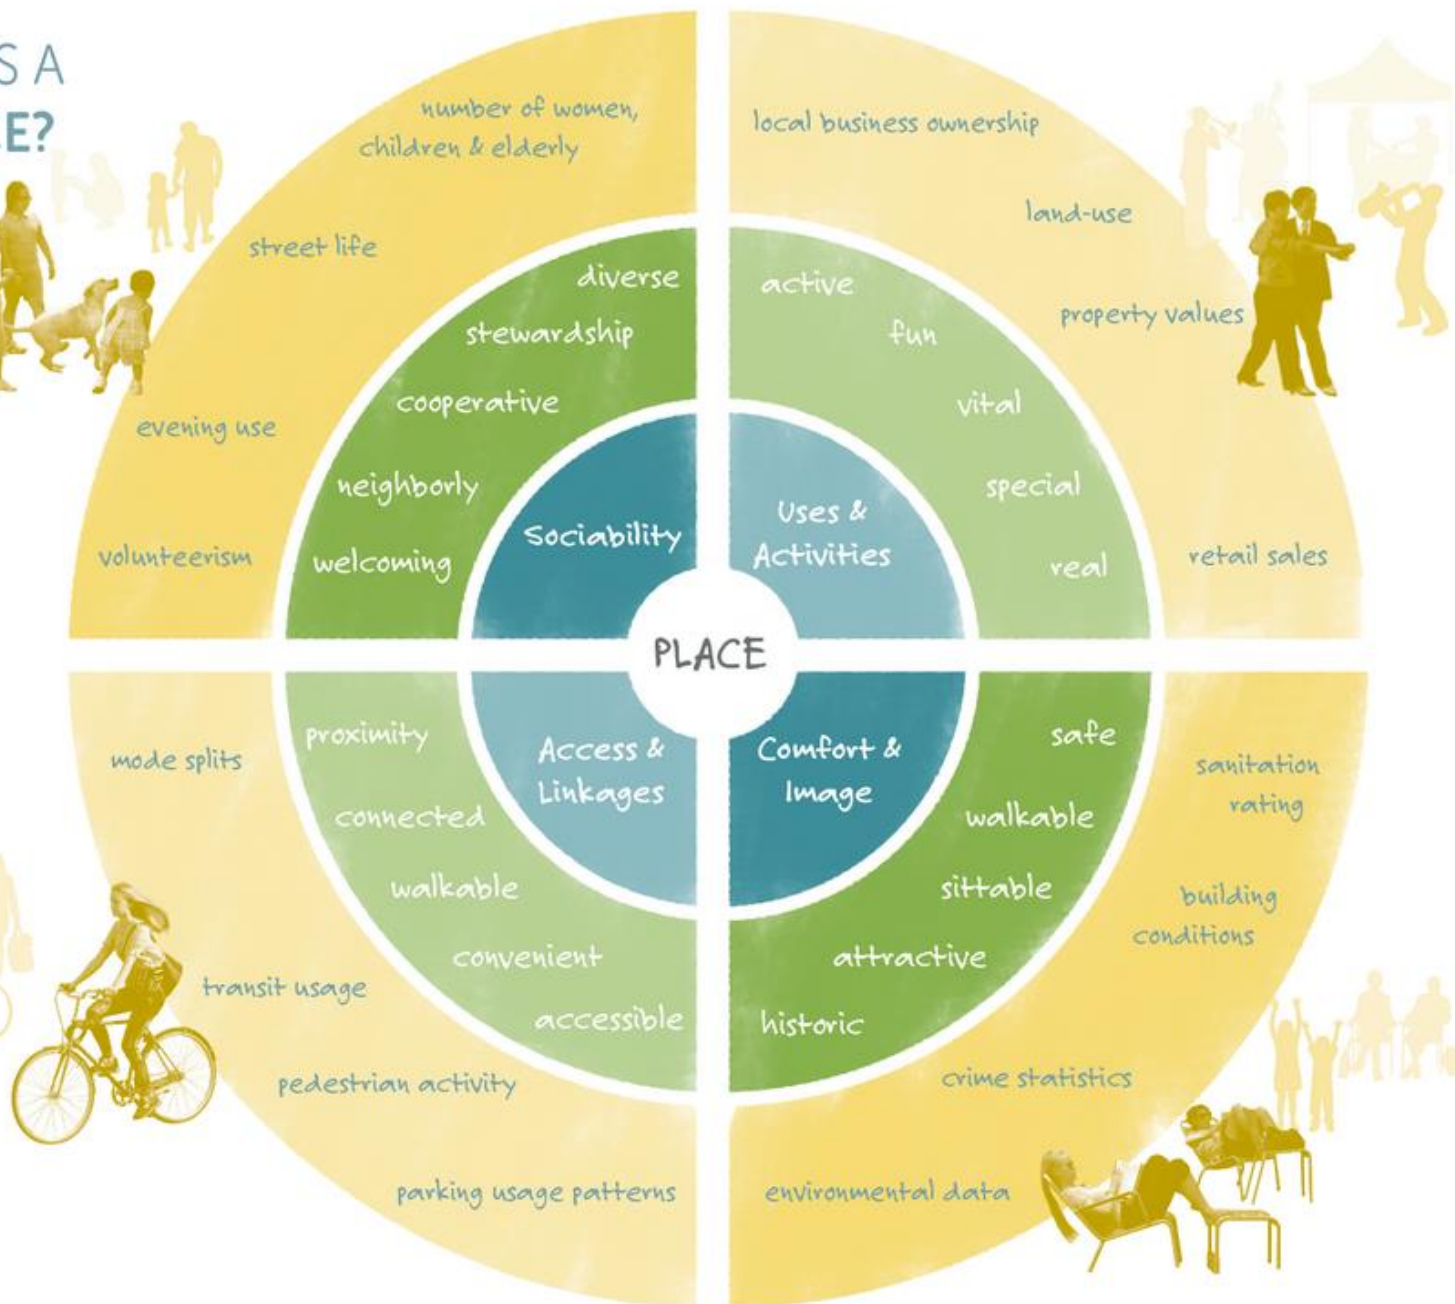 S A
E?
number of women,
children & elderly
street life
evening use
volunteerism
diverse
stewardship
cooperative
neighborly
welcoming
Sociability
local business ownership
land-use
property values
retail sales
active
fun
vital
special
real
Uses &
Activities
PLACE
mode splits
transit usage
pedestrian activity
parking usage patterns
proximity
connected
walkable
convenient
accessible
Access &
Linkages
Comfort &
Image
safe
walkable
sittable
attractive
historic
sanitation
rating
building
conditions
crime statistics
environmental data